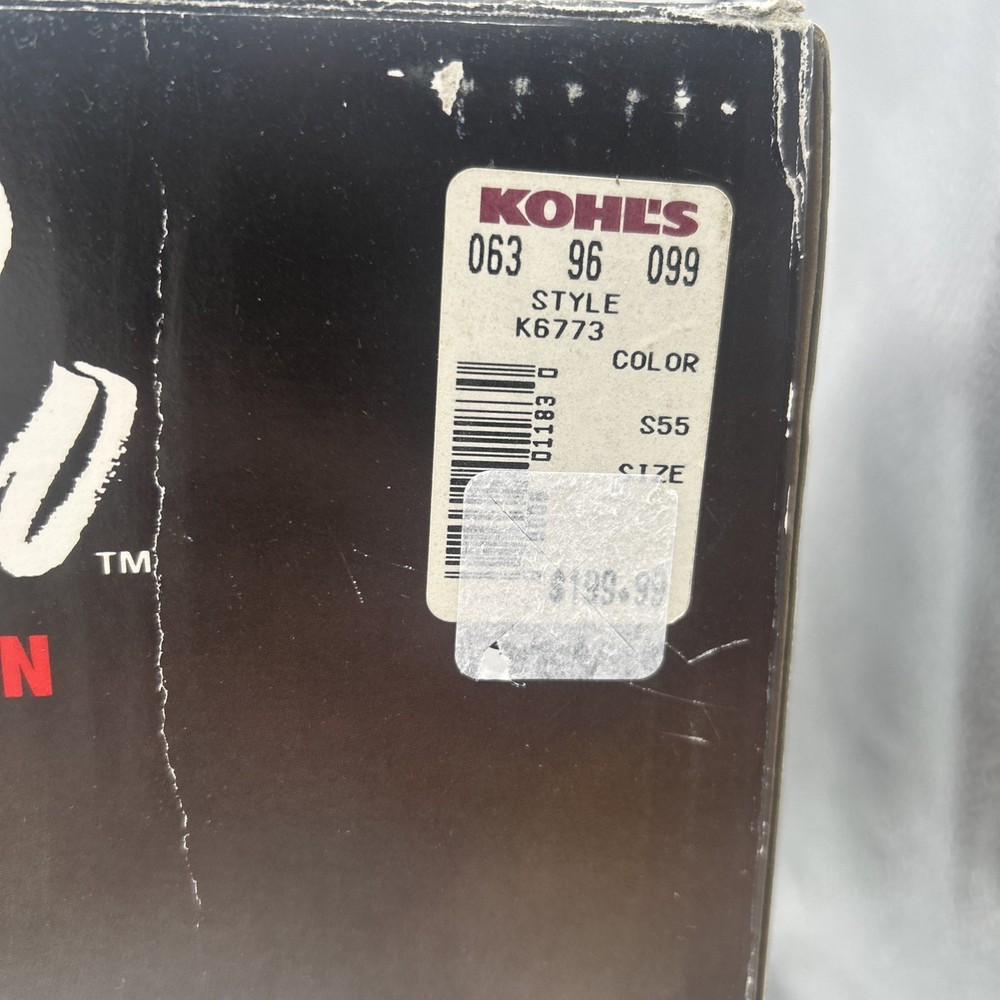 KOHL'S
063 96 099
STYLE
K6773
COLOR
S55
SIZE
$199.99
TM
N